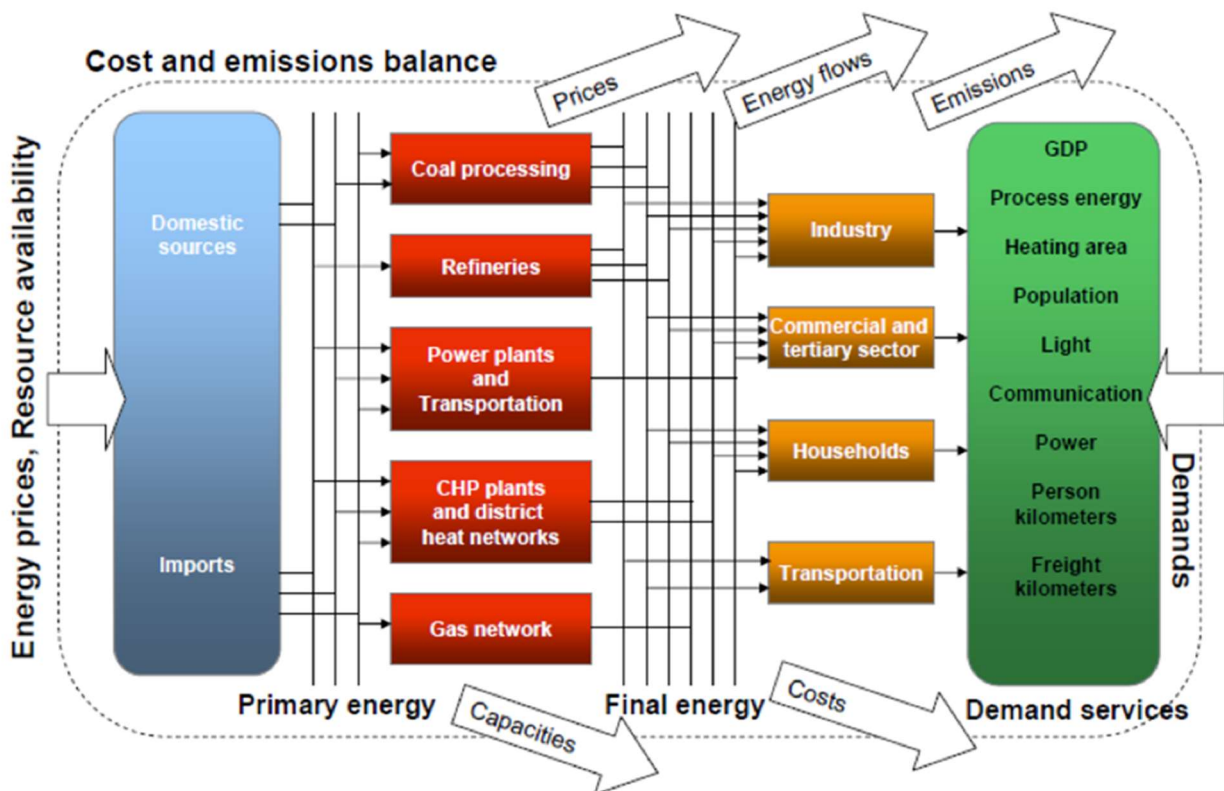 Cost and emissions balance
Prices
Energy flows
Emissions
Energy prices, Resource availability
Domestic
sources
Imports
Primary energy
Coal processing
Refineries
Power plants
and
Transportation
CHP plants
and district
heat networks
Gas network
Capacities
Final energy
Industry
Commercial and
tertiary sector
Households
Transportation
Costs
GDP
Process energy
Heating area
Population
Light
Communication
Power
Person
kilometers
Freight
kilometers
Demand services
Demands